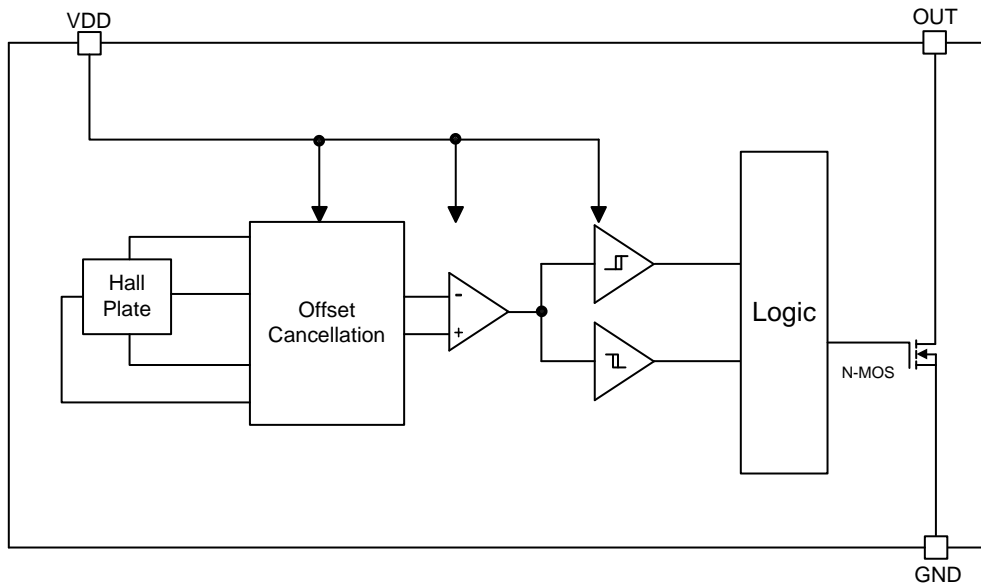 VDD
OUT
Hall
Plate
Offset
Cancellation
-
+
Logic
N-MOS
GND